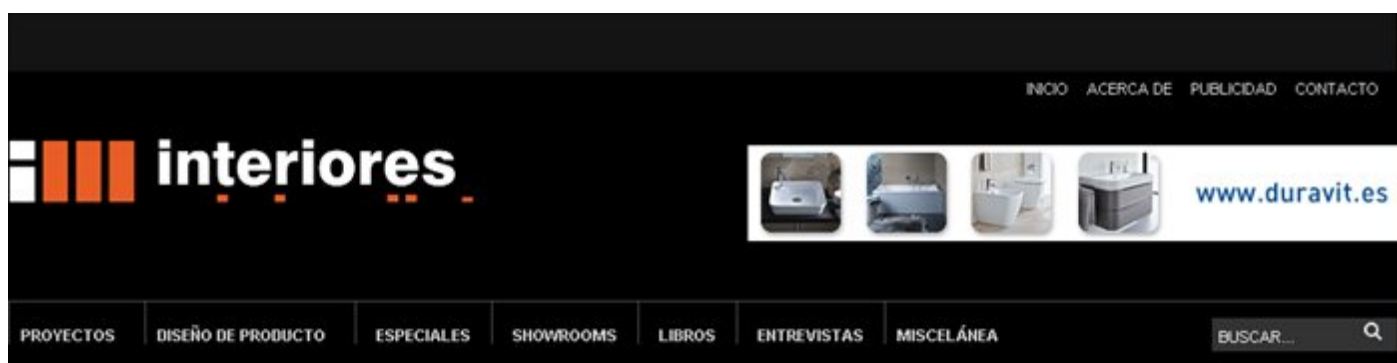 INICIO ACERCA DE PUBLICIDAD CONTACTO
interiores
www.duravit.es
PROYECTOS DISEÑO DE PRODUCTO ESPECIALES SHOWROOMS LIBROS ENTREVISTAS MISCELÁNEA BUSCAR...